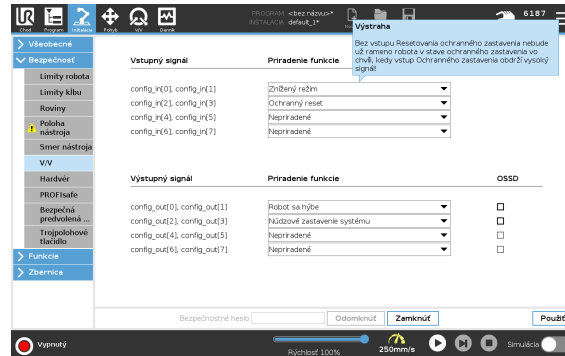 PROGRAM <bez názvu>*
INŠTALÁCIA default_1*
6187
Chod Program Inštalácia Pohyb V/V Denník
Výstraha
Bez vstupu Resetovania ochranného zastavenia nebude
už rameno robota v stave ochranného zastavenia vo
chvíli, kedy vstup Ochranného zastavenia obdrží vysoký
signál!
Všeobecné
Bezpečnosť
Limity robota
Limity kĺbu
Roviny
Poloha
nástroja
Smer nástroja
V/V
Hardvér
PROFIsafe
Bezpečná
predvolená ...
Trojpolohové
tlačidlo
Funkcie
Zbernica
Vstupný signál Priradenie funkcie
config_in[0], config_in[1] Znížený režim
config_in[2], config_in[3] Ochranný reset
config_in[4], config_in[5] Nepriradené
config_in[6], config_in[7] Nepriradené
Výstupný signál Priradenie funkcie OSSD
config_out[0], config_out[1] Robot sa hýbe
config_out[2], config_out[3] Núdzové zastavenie systému
config_out[4], config_out[5] Nepriradené
config_out[6], config_out[7] Nepriradené
Bezpečnostné heslo Odomknúť Zamknúť Použiť
Vypnutý
Rýchlosť 100%
250mm/s
Simulácia